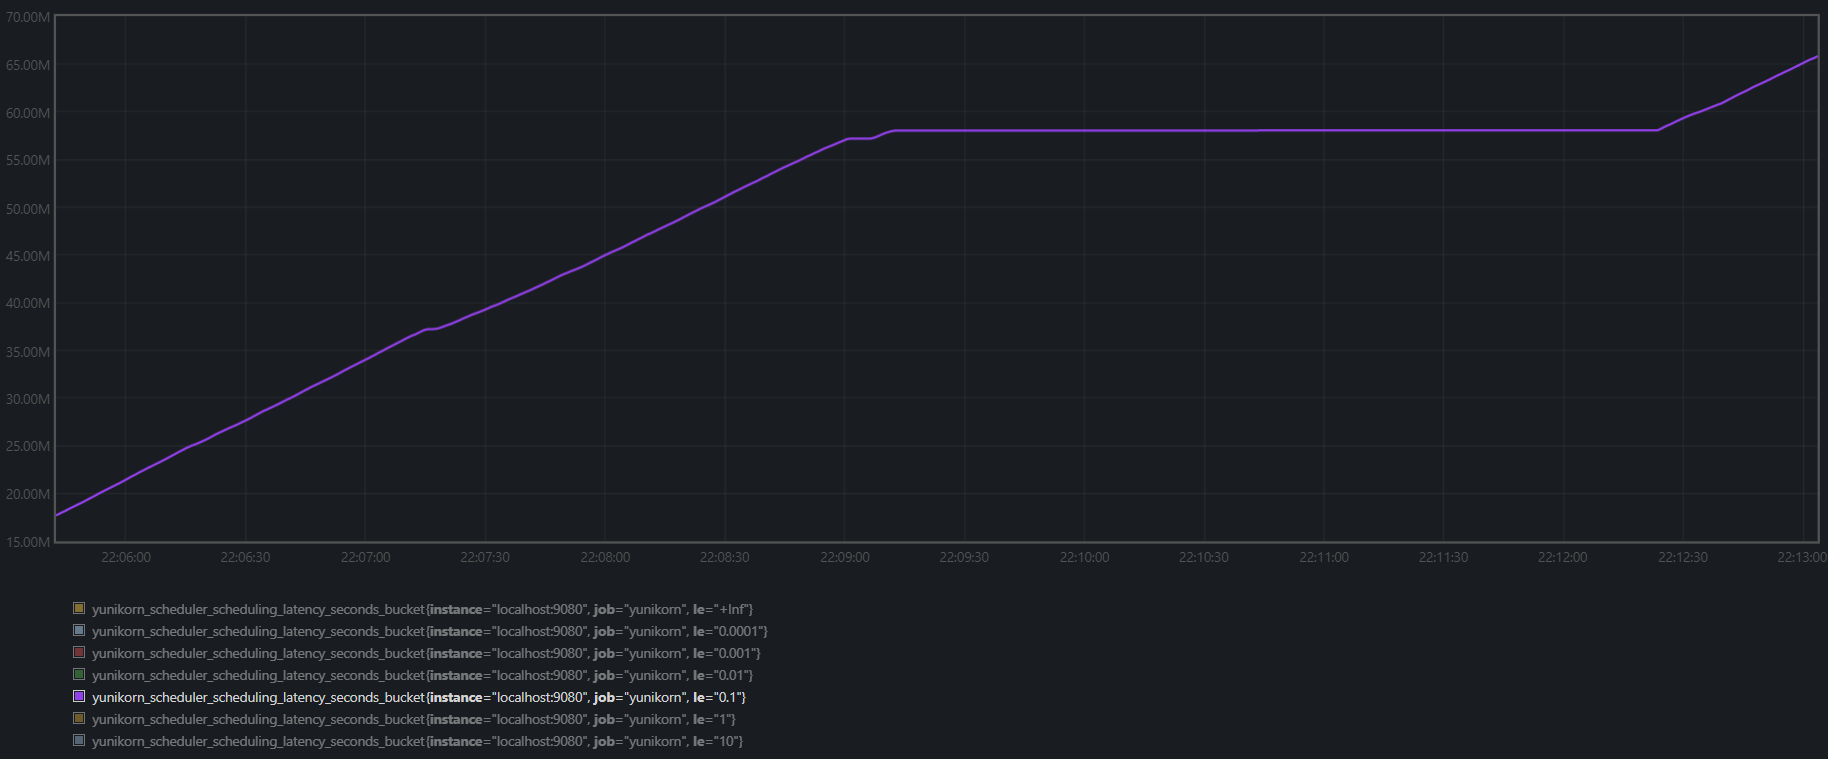 70.00M
65.00M
60.00M
55.00M
50.00M
45.00M
40.00M
35.00M
30.00M
25.00M
20.00M
15.00M
22:06:00 22:06:30 22:07:00 22:07:30 22:08:00 22:08:30 22:09:00 22:09:30 22:10:00 22:10:30 22:11:00 22:11:30 22:12:00 22:12:30 22:13:00
yunikorn_scheduler_scheduling_latency_seconds_bucket{instance="localhost:9080", job="yunikorn", le="+Inf"}
yunikorn_scheduler_scheduling_latency_seconds_bucket{instance="localhost:9080", job="yunikorn", le="0.0001"}
yunikorn_scheduler_scheduling_latency_seconds_bucket{instance="localhost:9080", job="yunikorn", le="0.001"}
yunikorn_scheduler_scheduling_latency_seconds_bucket{instance="localhost:9080", job="yunikorn", le="0.01"}
yunikorn_scheduler_scheduling_latency_seconds_bucket{instance="localhost:9080", job="yunikorn", le="0.1"}
yunikorn_scheduler_scheduling_latency_seconds_bucket{instance="localhost:9080", job="yunikorn", le="1"}
yunikorn_scheduler_scheduling_latency_seconds_bucket{instance="localhost:9080", job="yunikorn", le="10"}